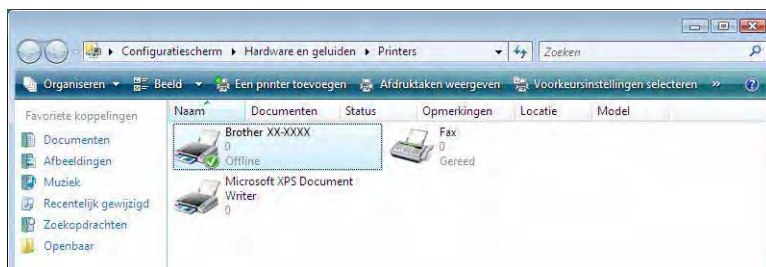 Configuratiescherm Hardware en geluiden Printers Zoeken
Organiseren Beeld Een printer toevoegen Afdruktaken weergeven Voorkeursinstellingen selecteren » ?
Favoriete koppelingen
Documenten
Afbeeldingen
Muziek
Recentelijk gewijzigd
Zoekopdrachten
Openbaar
Naam Documenten Status Opmerkingen Locatie Model
Brother XX-XXXX
0
Offline
Fax
0
Gereed
Microsoft XPS Document
Writer
0